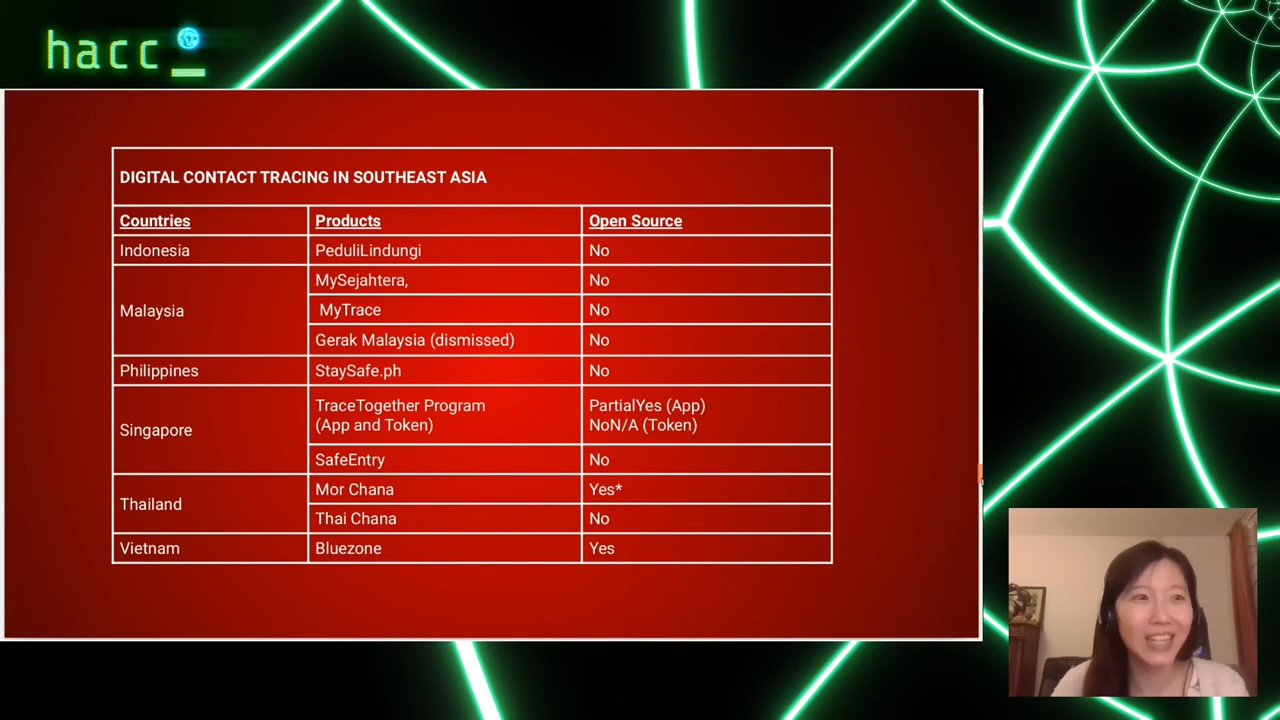 hacc_
DIGITAL CONTACT TRACING IN SOUTHEAST ASIA
Countries Products Open Source
Indonesia PeduliLindungi No
Malaysia MySejahtera, No
MyTrace No
Gerak Malaysia (dismissed) No
Philippines StaySafe.ph No
Singapore TraceTogether Program PartialYes (App)
(App and Token) NoN/A (Token)
SafeEntry No
Thailand Mor Chana Yes*
Thai Chana No
Vietnam Bluezone Yes